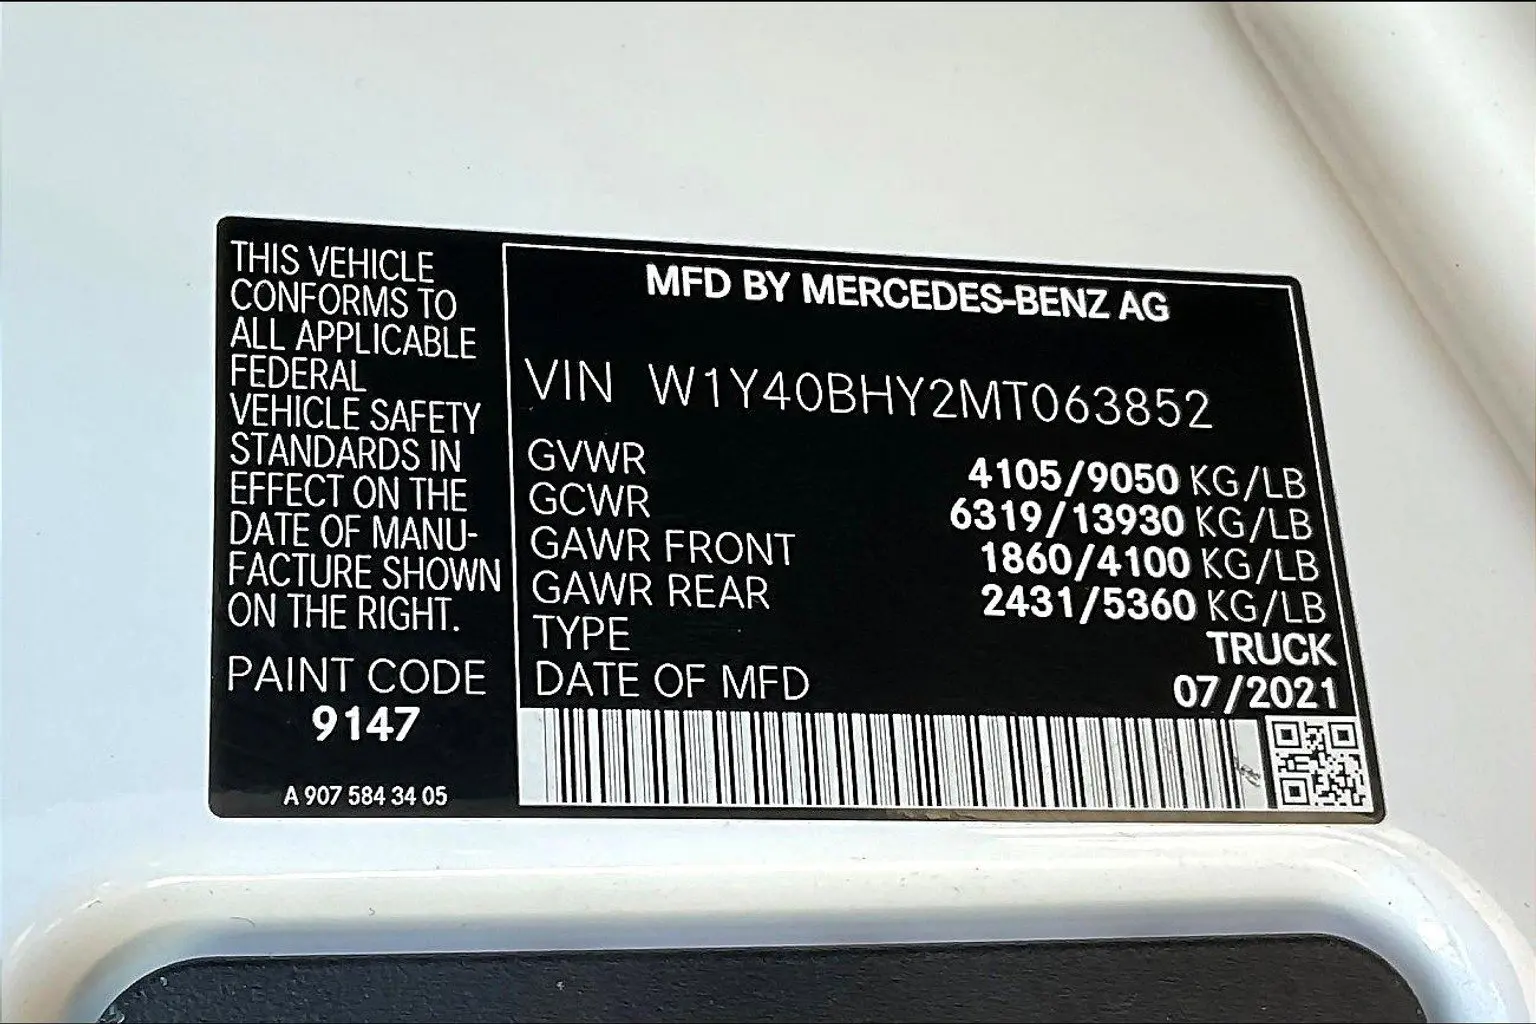 THIS VEHICLE
CONFORMS TO
ALL APPLICABLE
FEDERAL
VEHICLE SAFETY
STANDARDS IN
EFFECT ON THE
DATE OF MANU-
FACTURE SHOWN
ON THE RIGHT.
PAINT CODE
9147
A 907 584 34 05
MFD BY MERCEDES-BENZ AG
VIN W1Y40BHY2MT063852
GVWR 4105/9050 KG/LB
GCWR 6319/13930 KG/LB
GAWR FRONT 1860/4100 KG/LB
GAWR REAR 2431/5360 KG/LB
TYPE TRUCK
DATE OF MFD 07/2021